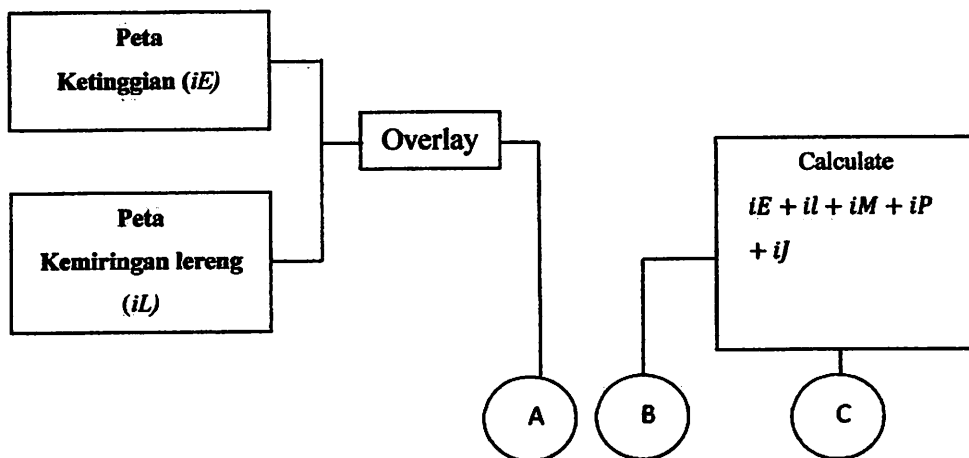 Peta
Ketinggian (iE)
Peta
Kemiringan lereng
(iL)
Overlay
Calculate
iE + il + iM + iP
+ iJ
A
B
C